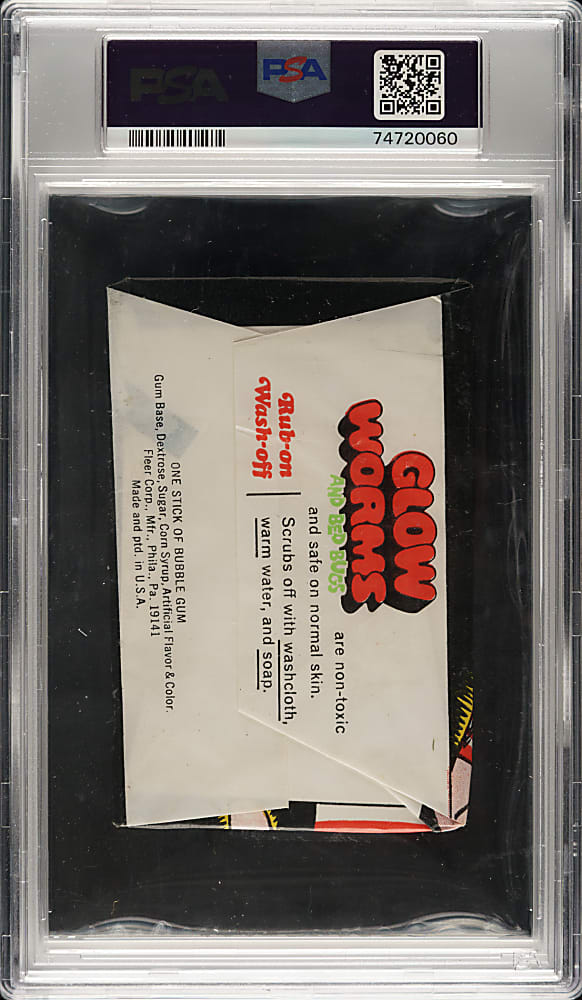 PSA
PSA
74720060
GLOW
WORMS
AND BED BUGS
are non-toxic
and safe on normal skin.
Rub-on
Wash-off
Scrubs off with washcloth,
warm water, and soap.
ONE STICK OF BUBBLE GUM
Gum Base, Dextrose, Sugar, Corn Syrup, Artificial Flavor & Color.
Fleer Corp., Mfr., Phila., Pa. 19141
Made and ptd. in U.S.A.